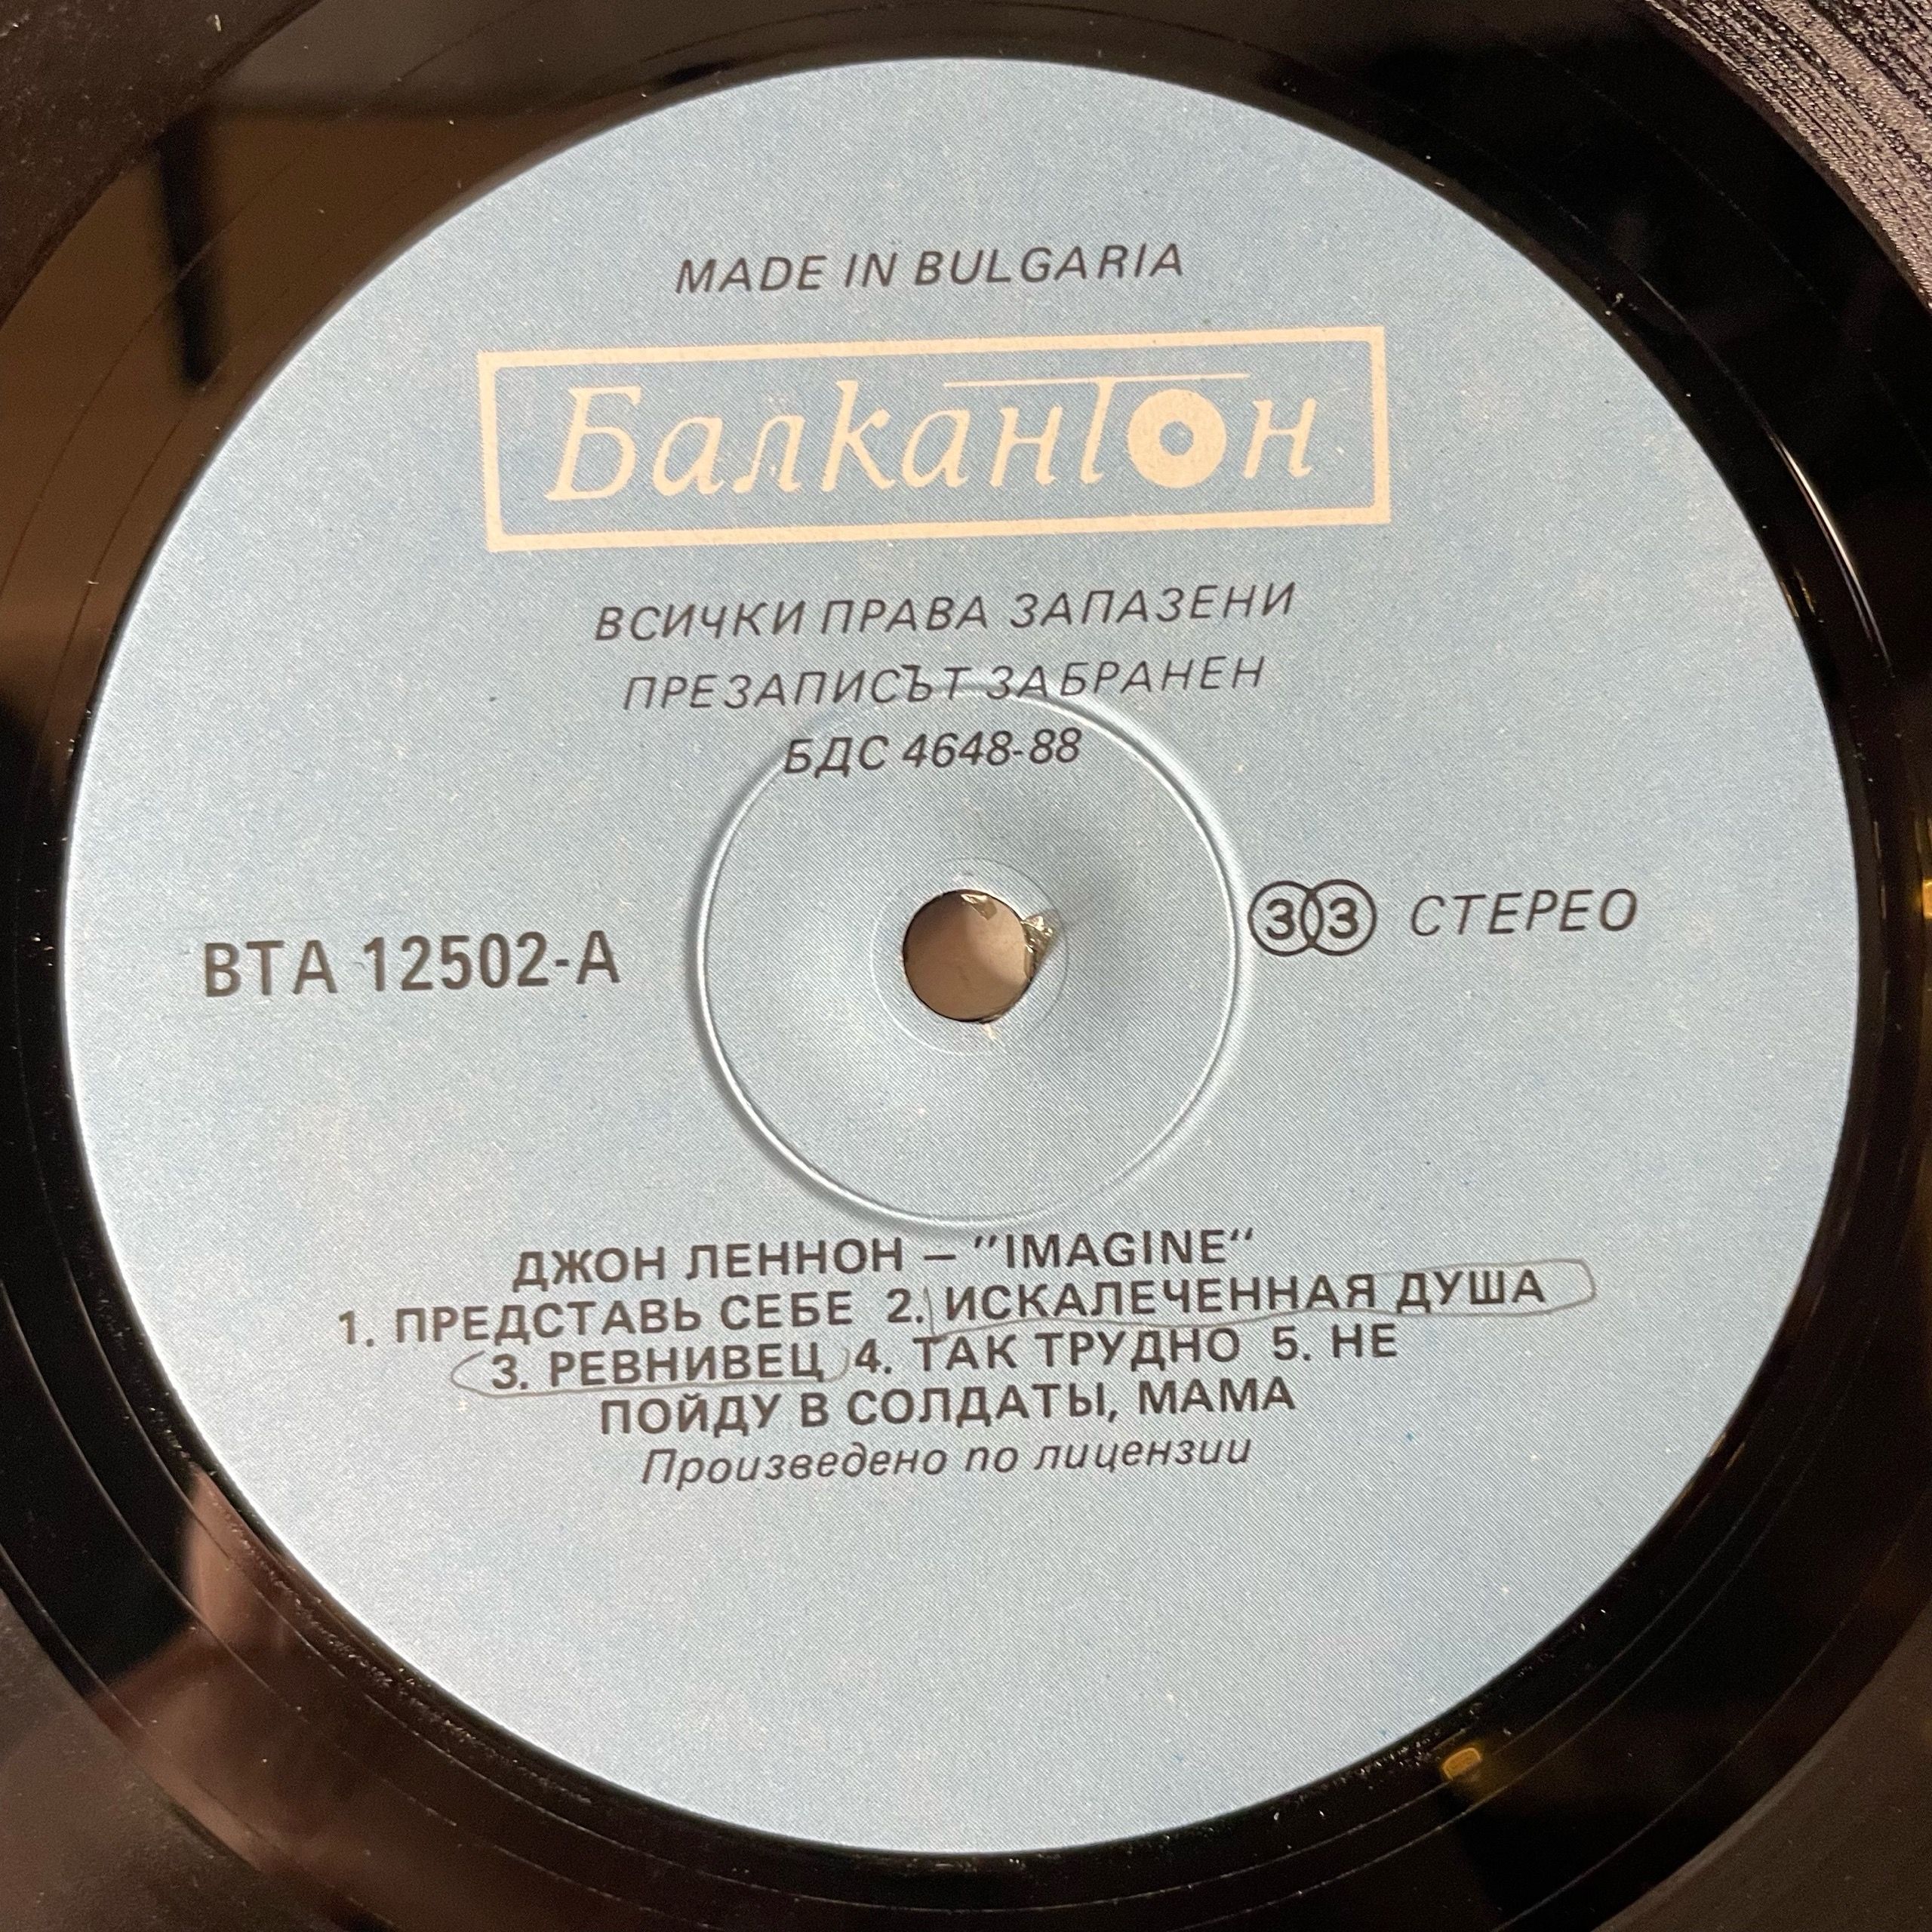 MADE IN BULGARIA
Балкантон
ВСИЧКИ ПРАВА ЗАПАЗЕНИ
ПРЕЗАПИСЪТ ЗАБРАНЕН
БДС 4648-88
ВТА 12502-А
33 СТЕРЕО
ДЖОН ЛЕННОН – "IMAGINE"
1. ПРЕДСТАВЬ СЕБЕ 2. ИСКАЛЕЧЕННАЯ ДУША
3. РЕВНИВЕЦ 4. ТАК ТРУДНО 5. НЕ
ПОЙДУ В СОЛДАТЫ, МАМА
Произведено по лицензии